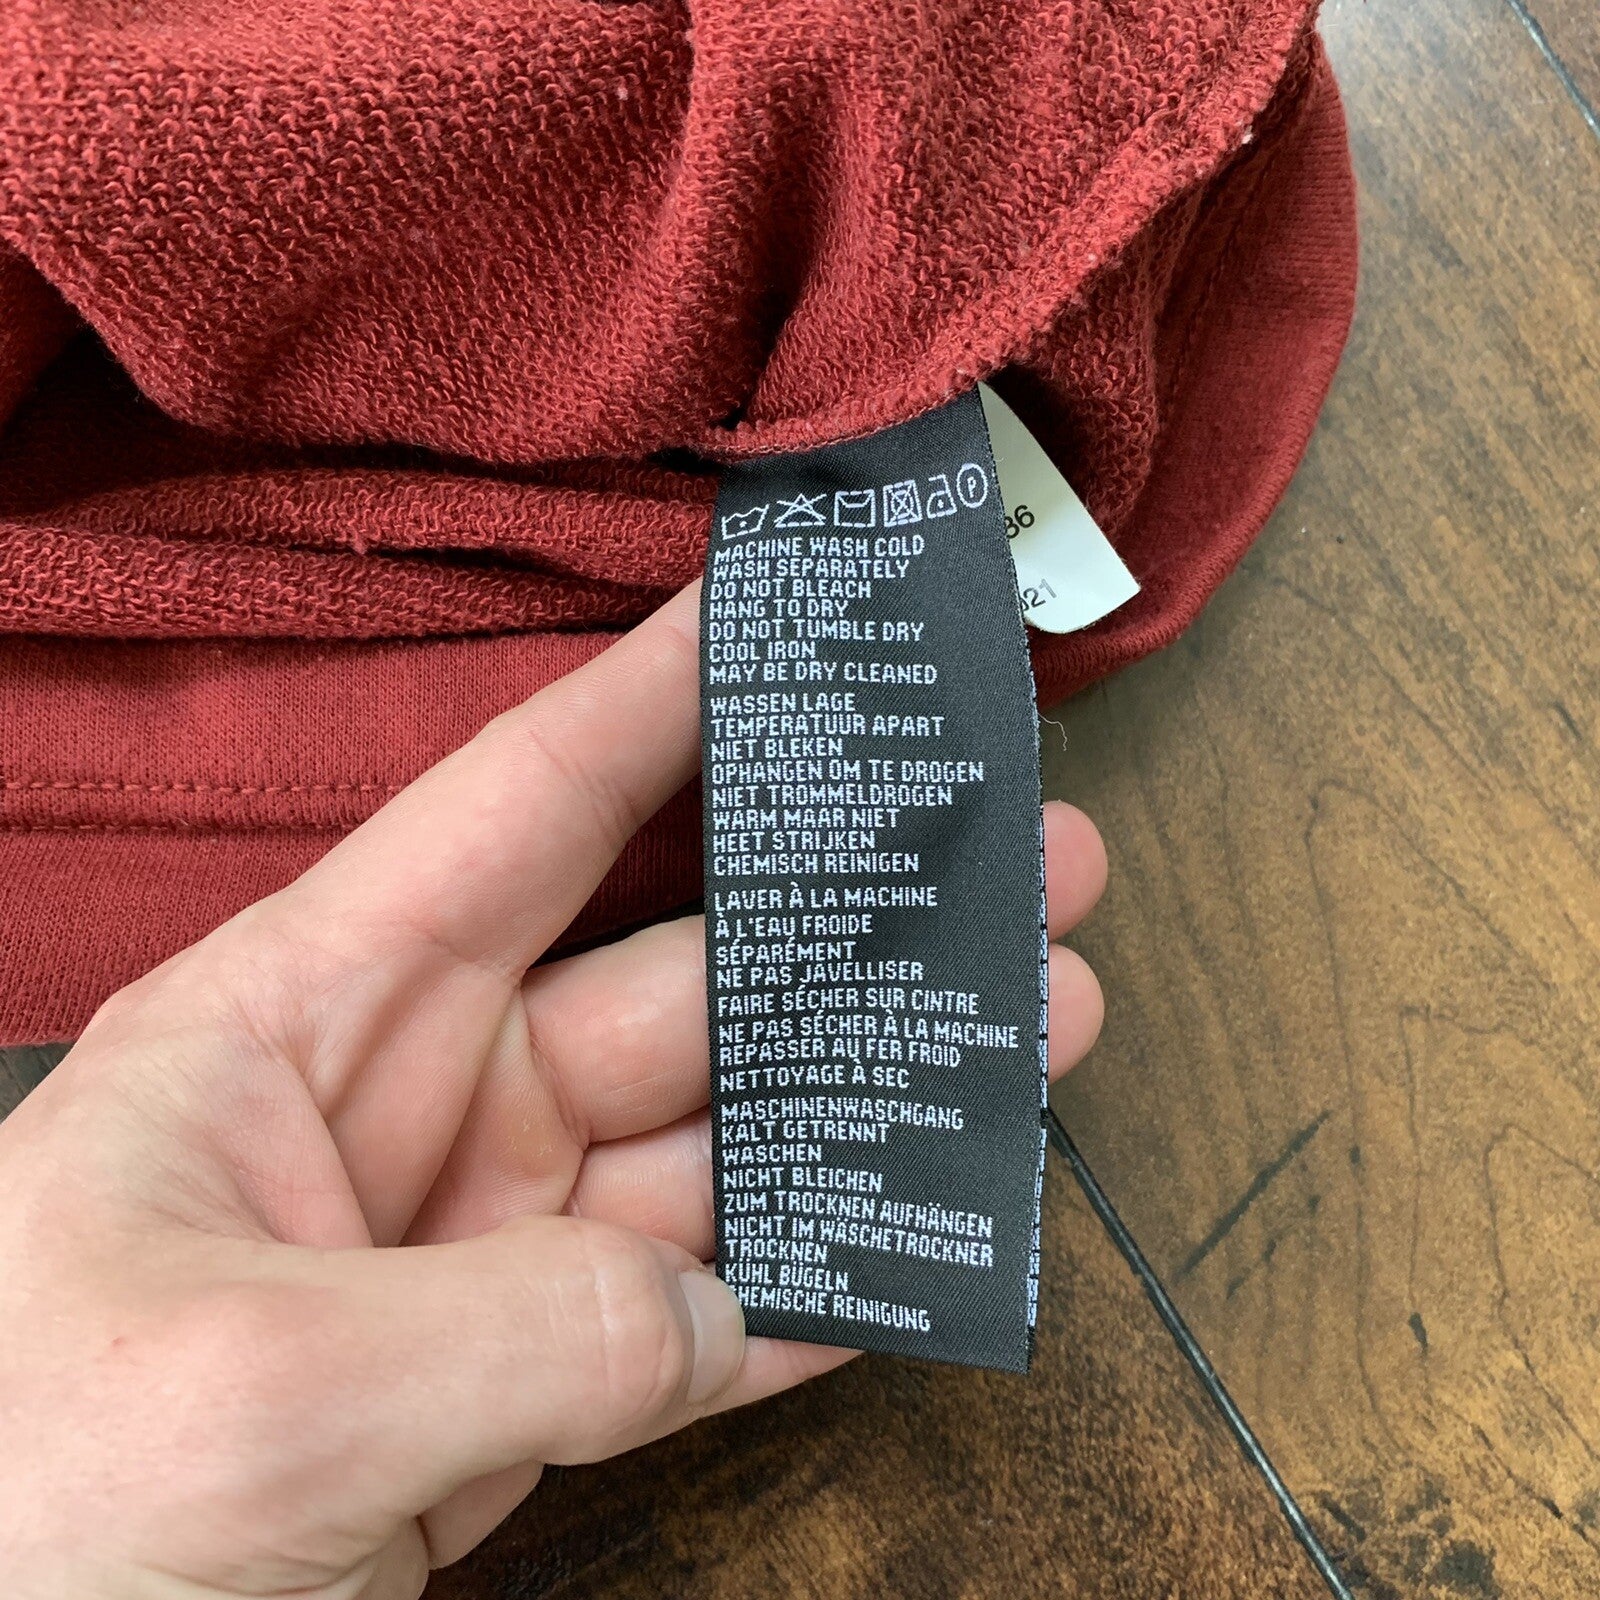 P
MACHINE WASH COLD
WASH SEPARATELY
DO NOT BLEACH
HANG TO DRY
DO NOT TUMBLE DRY
COOL IRON
MAY BE DRY CLEANED
WASSEN LAGE
TEMPERATUUR APART
NIET BLEKEN
OPHANGEN OM TE DROGEN
NIET TROMMELDROGEN
WARM MAAR NIET
HEET STRIJKEN
CHEMISCH REINIGEN
LAVER À LA MACHINE
À L'EAU FROIDE
SÉPARÉMENT
NE PAS JAVELLISER
FAIRE SÉCHER SUR CINTRE
NE PAS SÉCHER À LA MACHINE
REPASSER AU FER FROID
NETTOYAGE À SEC
MASCHINENWASCHGANG
KALT GETRENNT
WASCHEN
NICHT BLEICHEN
ZUM TROCKNEN AUFHÄNGEN
NICHT IM WÄSCHETROCKNER
TROCKNEN
KÜHL BÜGELN
HEMISCHE REINIGUNG
36
021